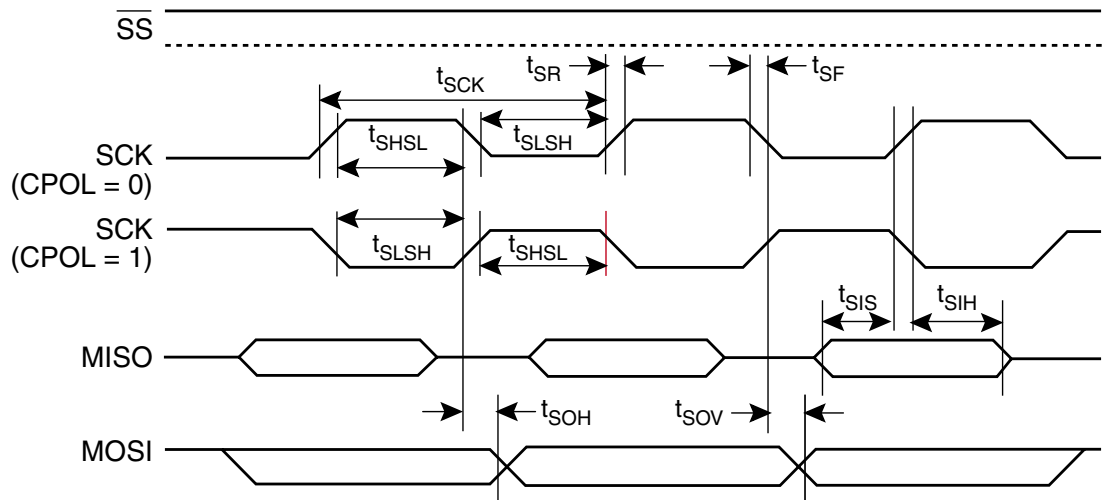 SS
tSR
tSF
tSCK
tSHSL
tSLSH
SCK
(CPOL = 0)
SCK
(CPOL = 1)
tSLSH
tSHSL
tSIS
tSIH
MISO
tSOH
tSOV
MOSI